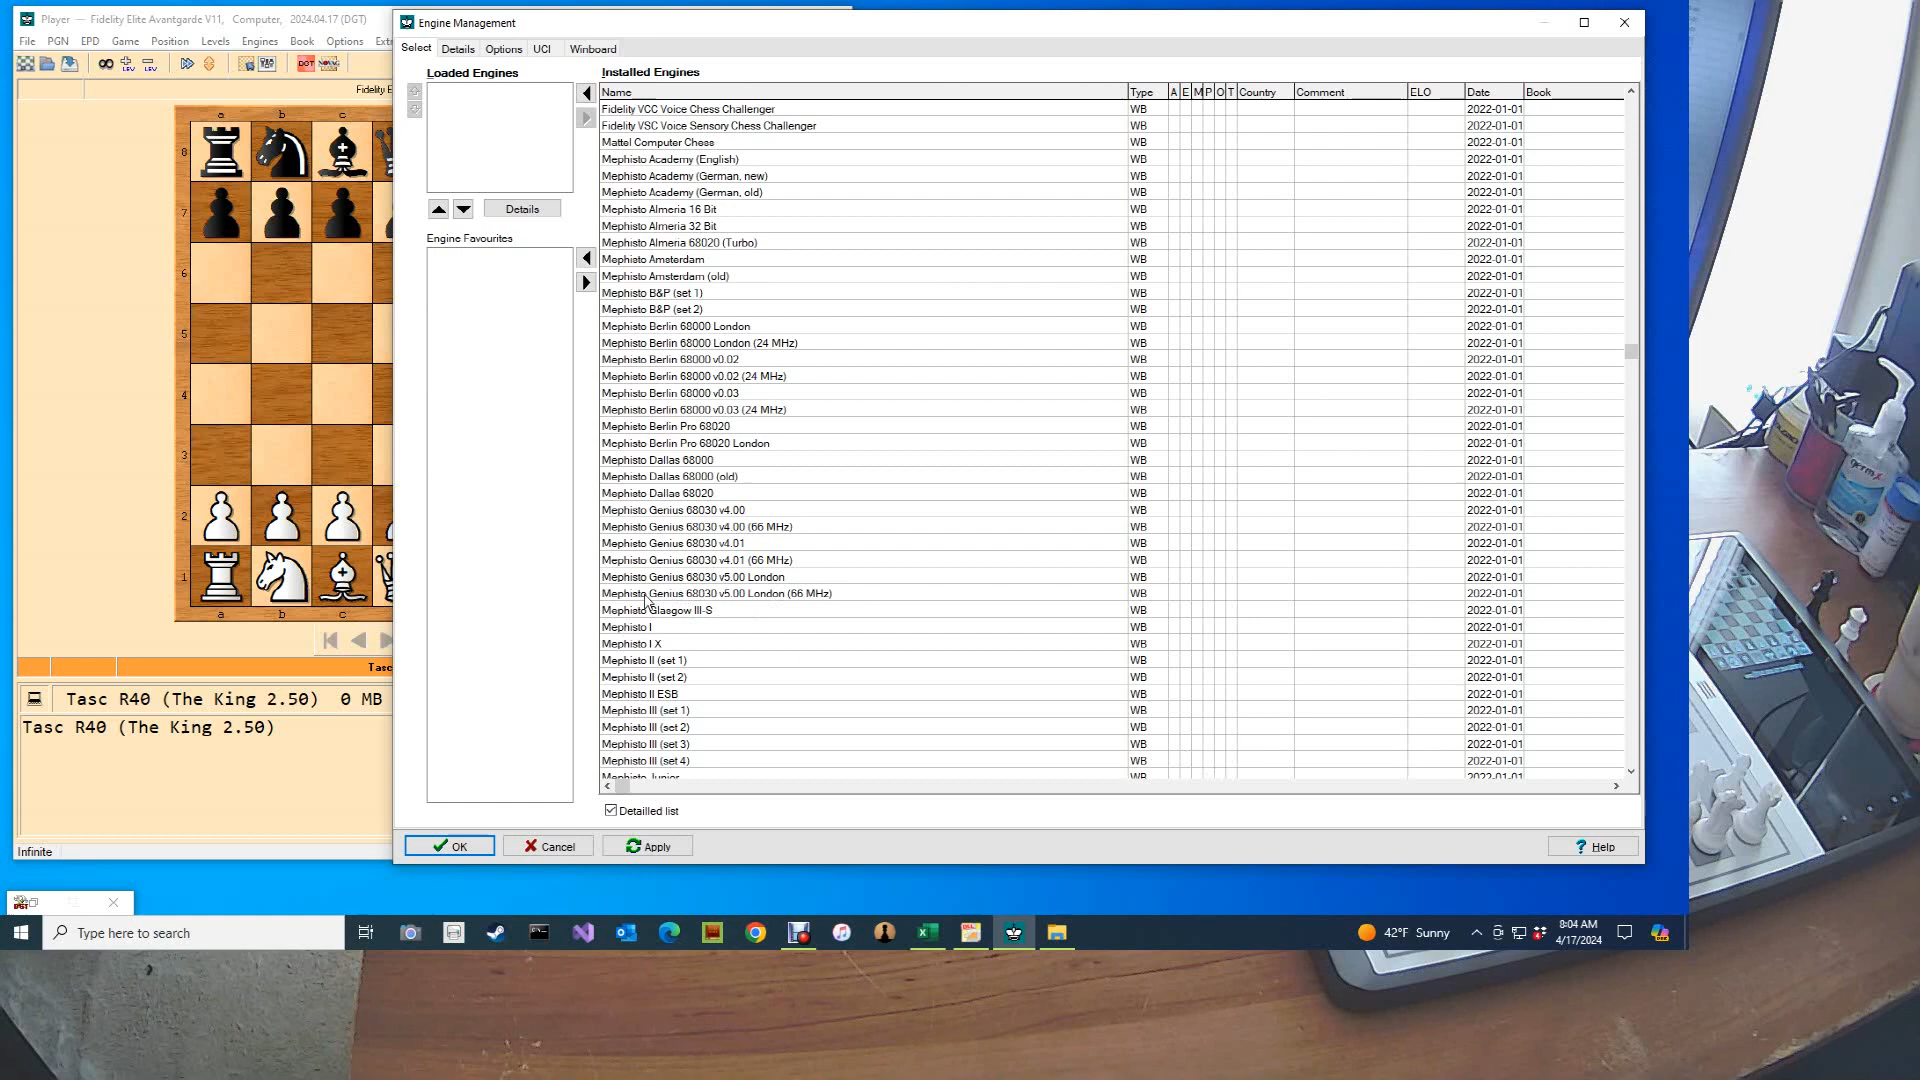 Player — Fidelity Elite Avantgarde V11, Computer, 2024.04.17 (DGT)
File PGN EPD Game Position Levels Engines Book Options
LEV LEV DGT
Fidelity E
a b c
8
7
6
5
4
3
2
1
a b c
Tasc
Tasc R40 (The King 2.50) 0 MB
Tasc R40 (The King 2.50)
Infinite
Engine Management
Select Details Options UCI Winboard
Loaded Engines
Details
Engine Favourites
Installed Engines
Name Type A E M P O T Country Comment ELO Date Book
Fidelity VCC Voice Chess Challenger WB 2022-01-01
Fidelity VSC Voice Sensory Chess Challenger WB 2022-01-01
Mattel Computer Chess WB 2022-01-01
Mephisto Academy (English) WB 2022-01-01
Mephisto Academy (German, new) WB 2022-01-01
Mephisto Academy (German, old) WB 2022-01-01
Mephisto Almeria 16 Bit WB 2022-01-01
Mephisto Almeria 32 Bit WB 2022-01-01
Mephisto Almeria 68020 (Turbo) WB 2022-01-01
Mephisto Amsterdam WB 2022-01-01
Mephisto Amsterdam (old) WB 2022-01-01
Mephisto B&P (set 1) WB 2022-01-01
Mephisto B&P (set 2) WB 2022-01-01
Mephisto Berlin 68000 London WB 2022-01-01
Mephisto Berlin 68000 London (24 MHz) WB 2022-01-01
Mephisto Berlin 68000 v0.02 WB 2022-01-01
Mephisto Berlin 68000 v0.02 (24 MHz) WB 2022-01-01
Mephisto Berlin 68000 v0.03 WB 2022-01-01
Mephisto Berlin 68000 v0.03 (24 MHz) WB 2022-01-01
Mephisto Berlin Pro 68020 WB 2022-01-01
Mephisto Berlin Pro 68020 London WB 2022-01-01
Mephisto Dallas 68000 WB 2022-01-01
Mephisto Dallas 68000 (old) WB 2022-01-01
Mephisto Dallas 68020 WB 2022-01-01
Mephisto Genius 68030 v4.00 WB 2022-01-01
Mephisto Genius 68030 v4.00 (66 MHz) WB 2022-01-01
Mephisto Genius 68030 v4.01 WB 2022-01-01
Mephisto Genius 68030 v4.01 (66 MHz) WB 2022-01-01
Mephisto Genius 68030 v5.00 London WB 2022-01-01
Mephisto Genius 68030 v5.00 London (66 MHz) WB 2022-01-01
Mephisto Glasgow III-S WB 2022-01-01
Mephisto I WB 2022-01-01
Mephisto I X WB 2022-01-01
Mephisto II (set 1) WB 2022-01-01
Mephisto II (set 2) WB 2022-01-01
Mephisto II ESB WB 2022-01-01
Mephisto III (set 1) WB 2022-01-01
Mephisto III (set 2) WB 2022-01-01
Mephisto III (set 3) WB 2022-01-01
Mephisto III (set 4) WB 2022-01-01
Mephisto Junior WB 2022-01-01
Detailled list
OK Cancel Apply Help
Type here to search
42°F Sunny
8:04 AM
4/17/2024